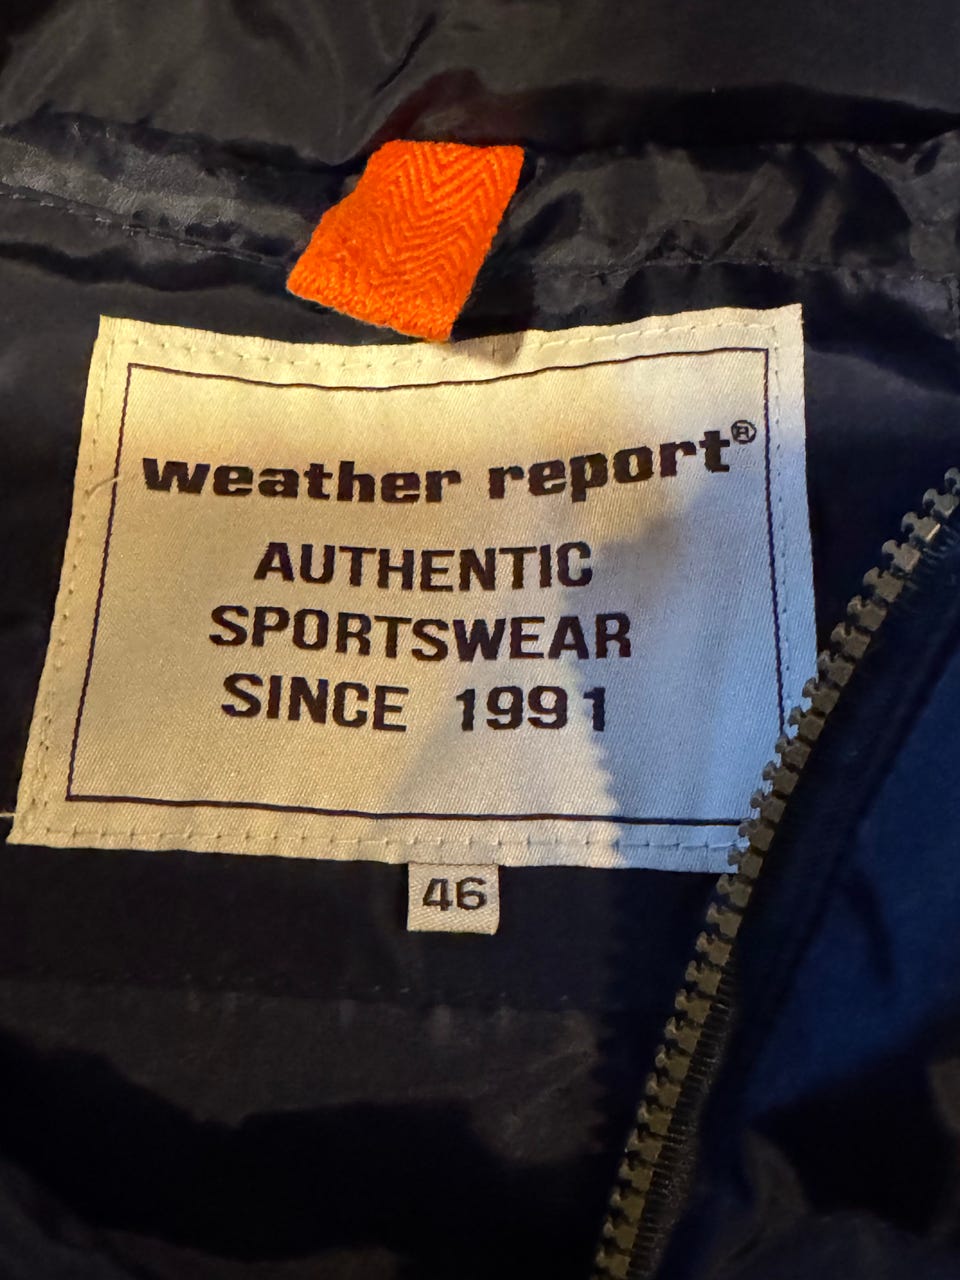 weather report®
AUTHENTIC
SPORTSWEAR
SINCE 1991
46